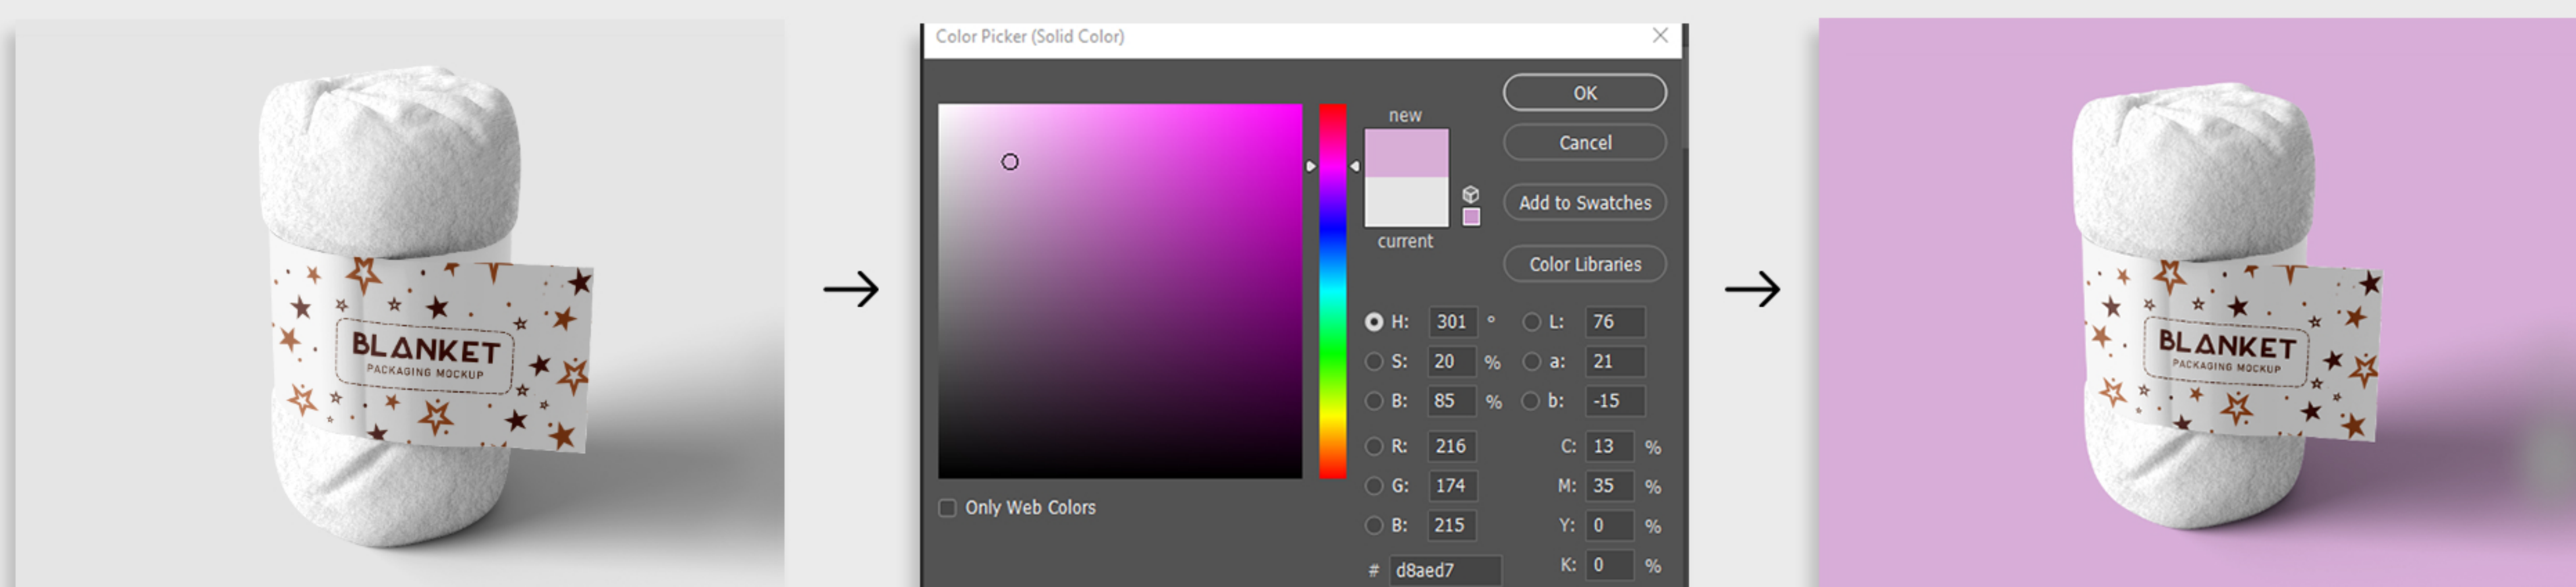 BLANKET
PACKAGING MOCKUP
Color Picker (Solid Color)
OK
new
Cancel
Add to Swatches
current
Color Libraries
H: 301 ° L: 76
S: 20 % a: 21
B: 85 % b: -15
R: 216 C: 13 %
G: 174 M: 35 %
Only Web Colors
B: 215 Y: 0 %
# d8aed7 K: 0 %
BLANKET
PACKAGING MOCKUP